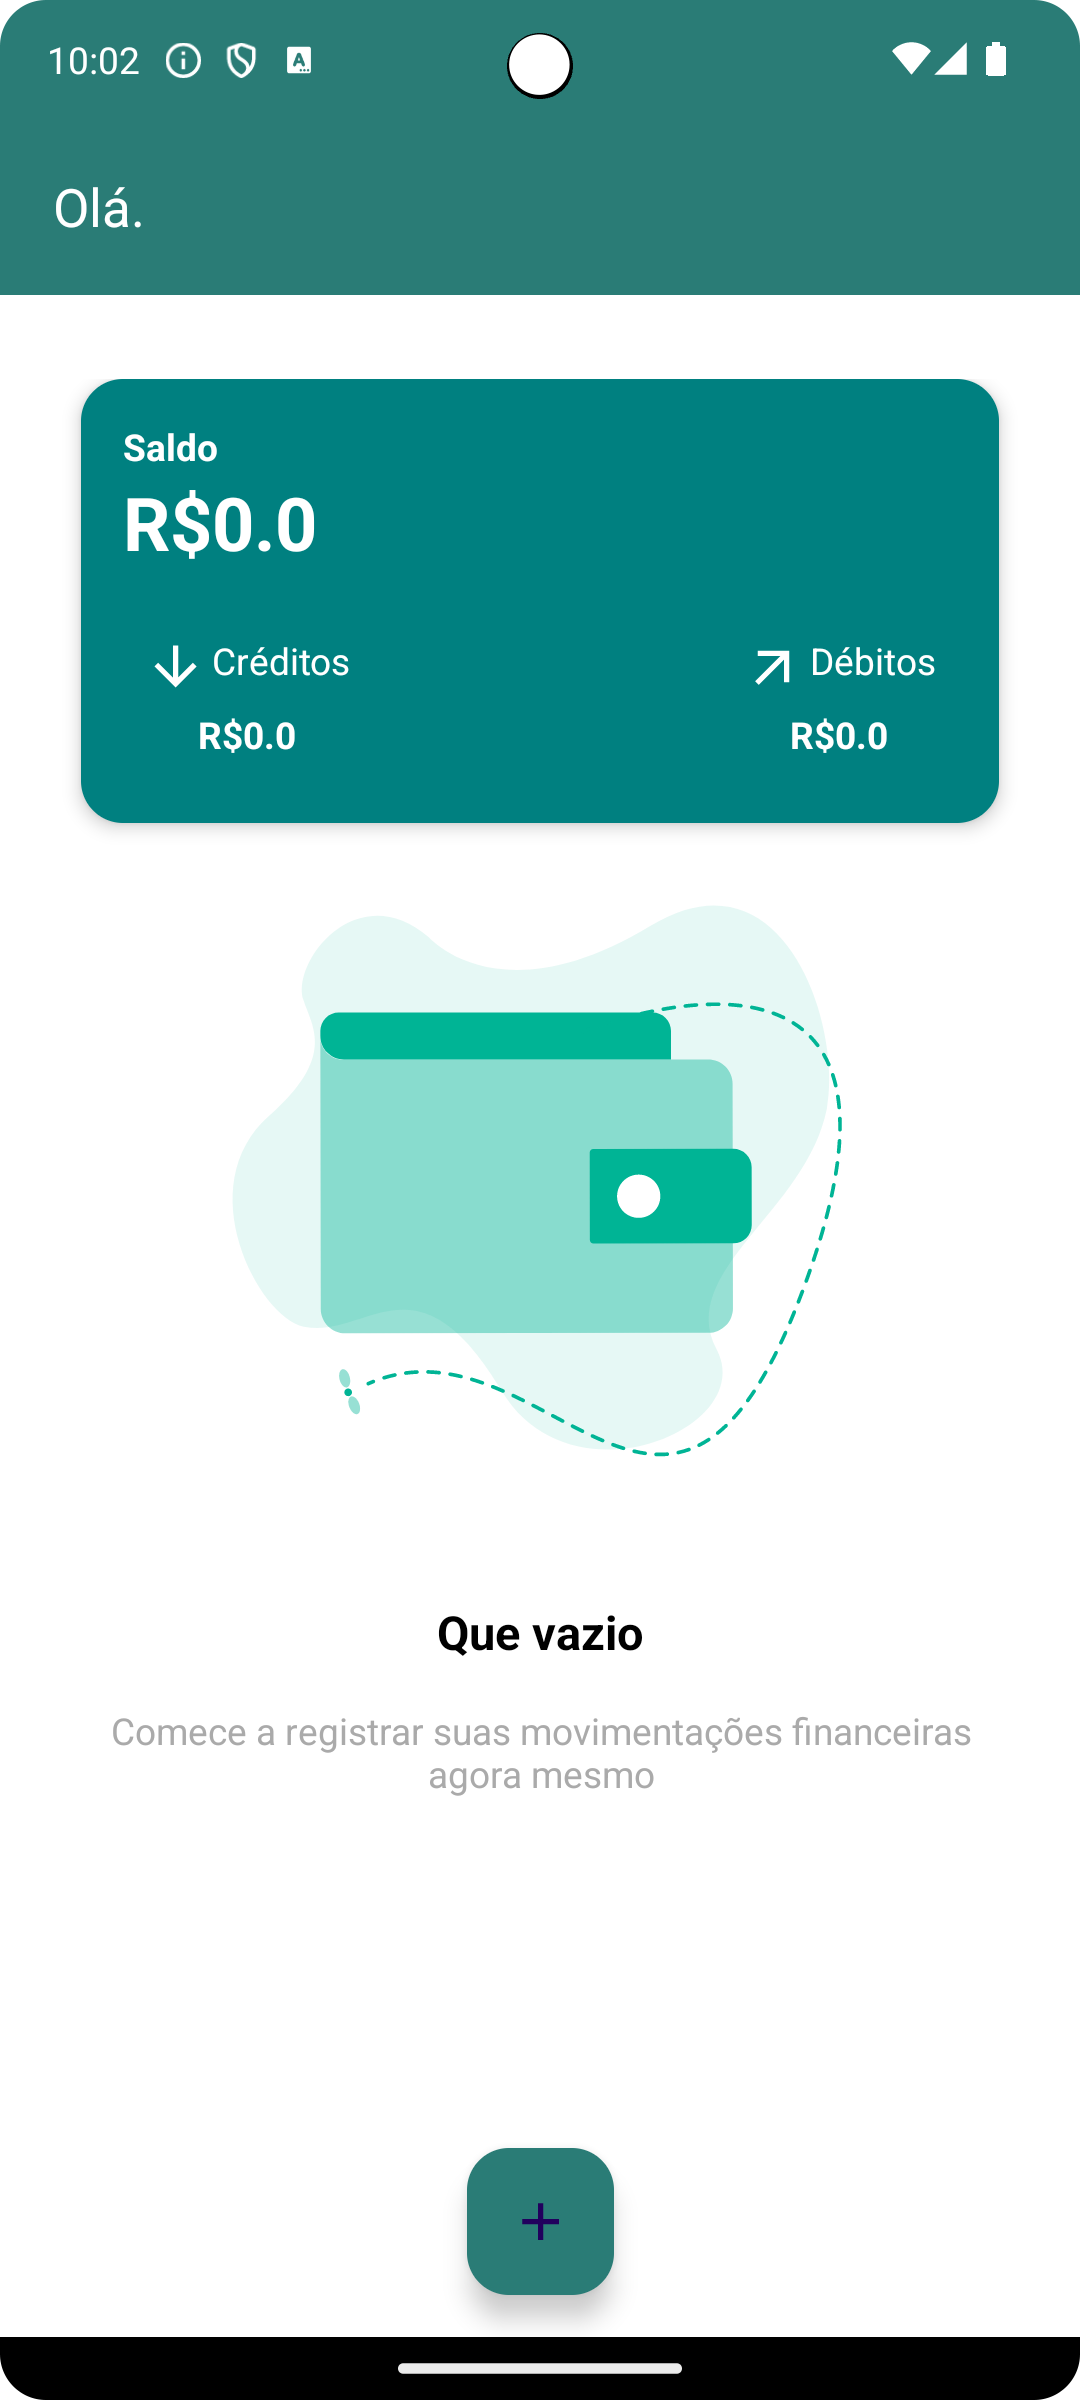 10:02
Olá.
Saldo
R$0.0
Créditos
Débitos
R$0.0
R$0.0
Que vazio
Comece a registrar suas movimentações financeiras
agora mesmo